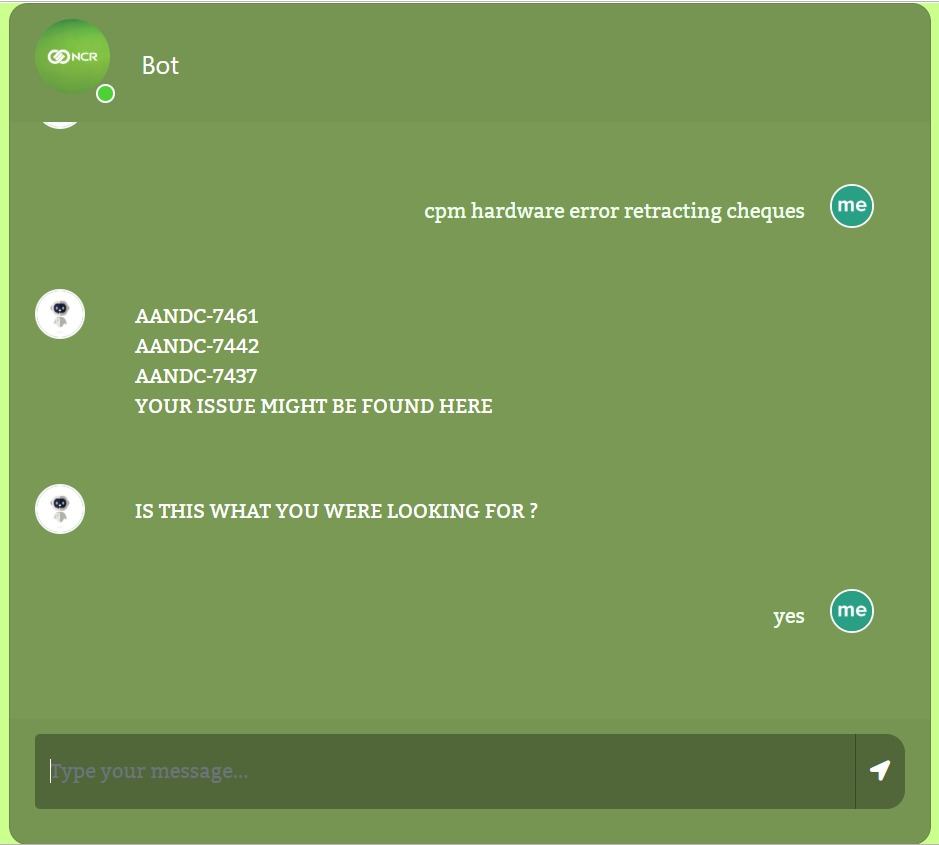 NCR
Bot
cpm hardware error retracting cheques
me
AANDC-7461
AANDC-7442
AANDC-7437
YOUR ISSUE MIGHT BE FOUND HERE
IS THIS WHAT YOU WERE LOOKING FOR ?
yes
me
Type your message...